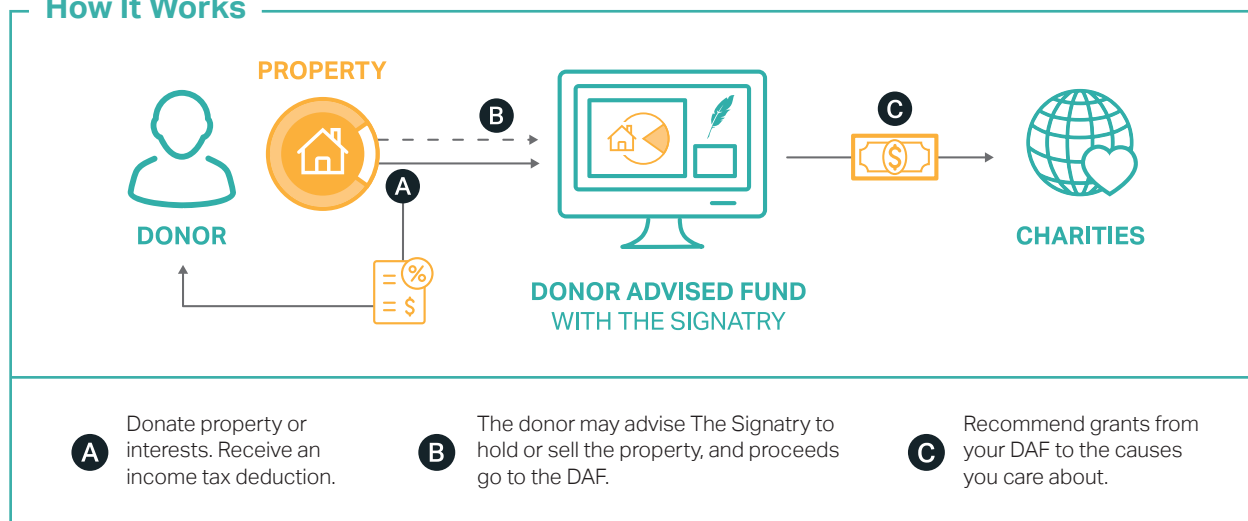 How It Works
PROPERTY
B
C
A
DONOR
%
$
$
CHARITIES
DONOR ADVISED FUND
WITH THE SIGNATRY
A
Donate property or
interests. Receive an
income tax deduction.
B
The donor may advise The Signatry to
hold or sell the property, and proceeds
go to the DAF.
C
Recommend grants from
your DAF to the causes
you care about.